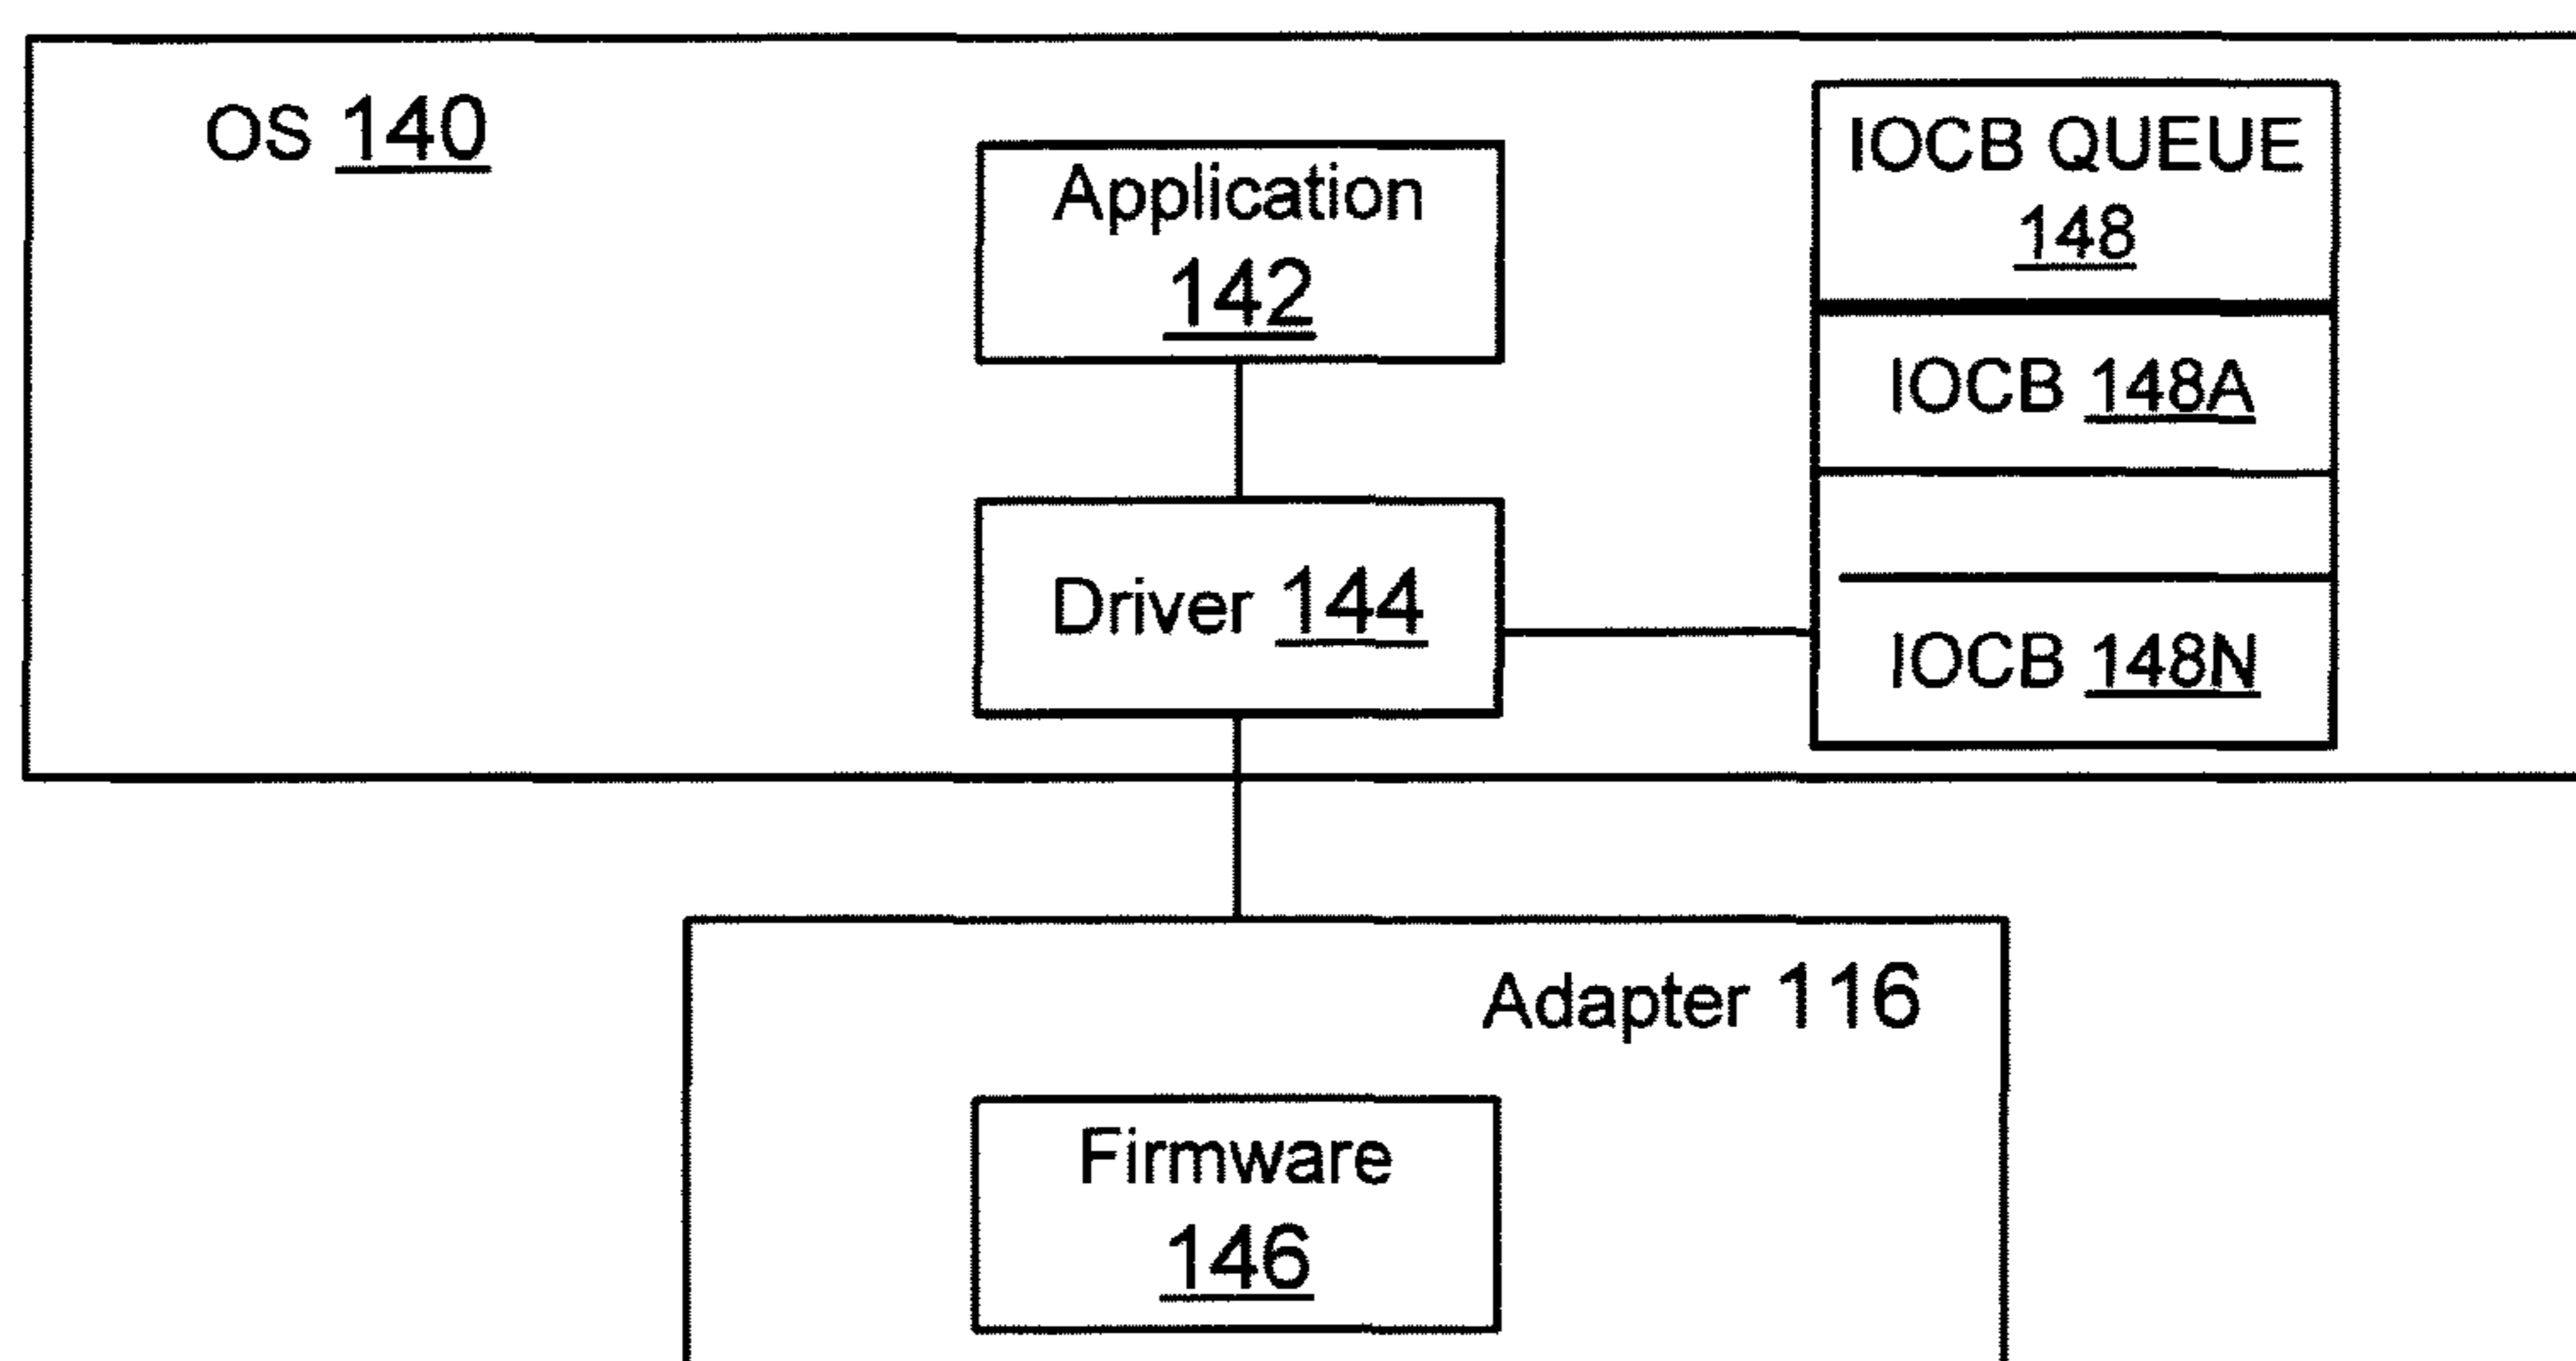 OS 140
Application
142
IOCB QUEUE
148
IOCB 148A
Driver 144
IOCB 148N
Adapter 116
Firmware
146